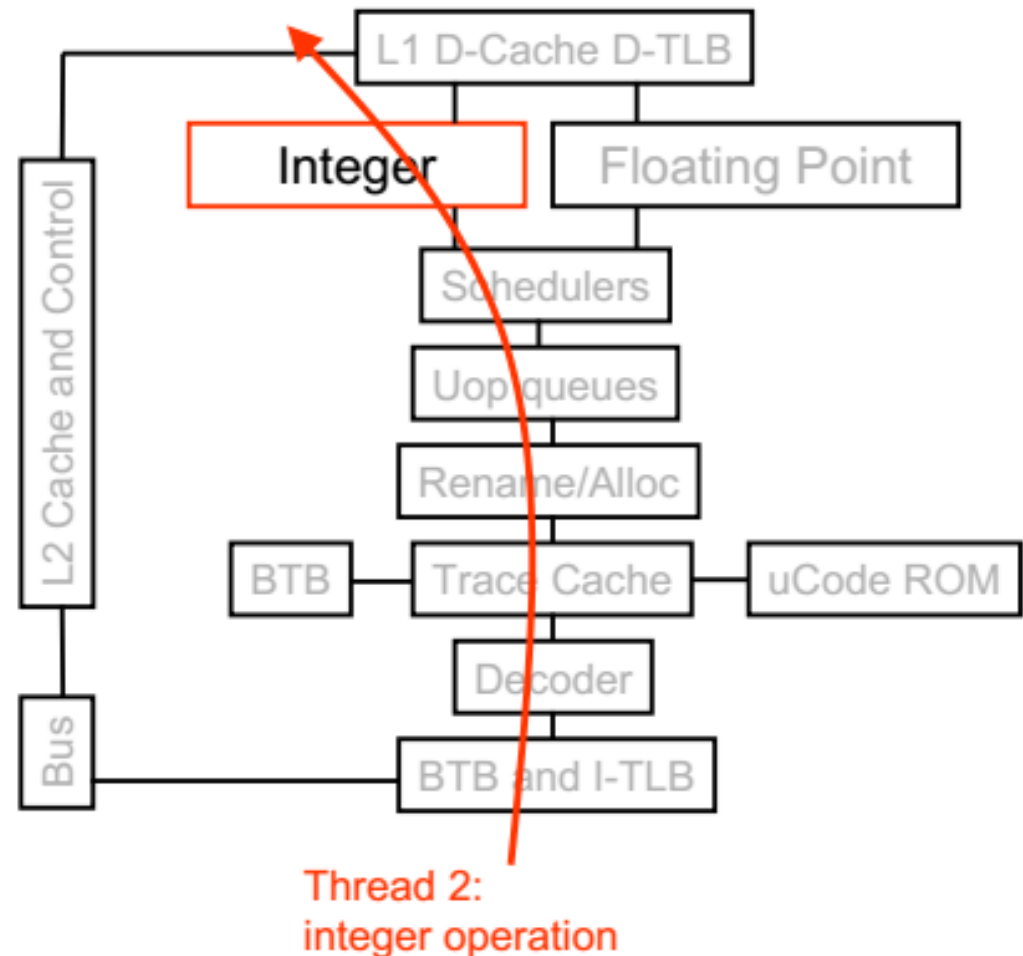 L1 D-Cache D-TLB
Integer
Floating Point
L2 Cache and Control
Schedulers
Uop queues
Rename/Alloc
BTB
Trace Cache
uCode ROM
Decoder
Bus
BTB and I-TLB
Thread 2:
integer operation